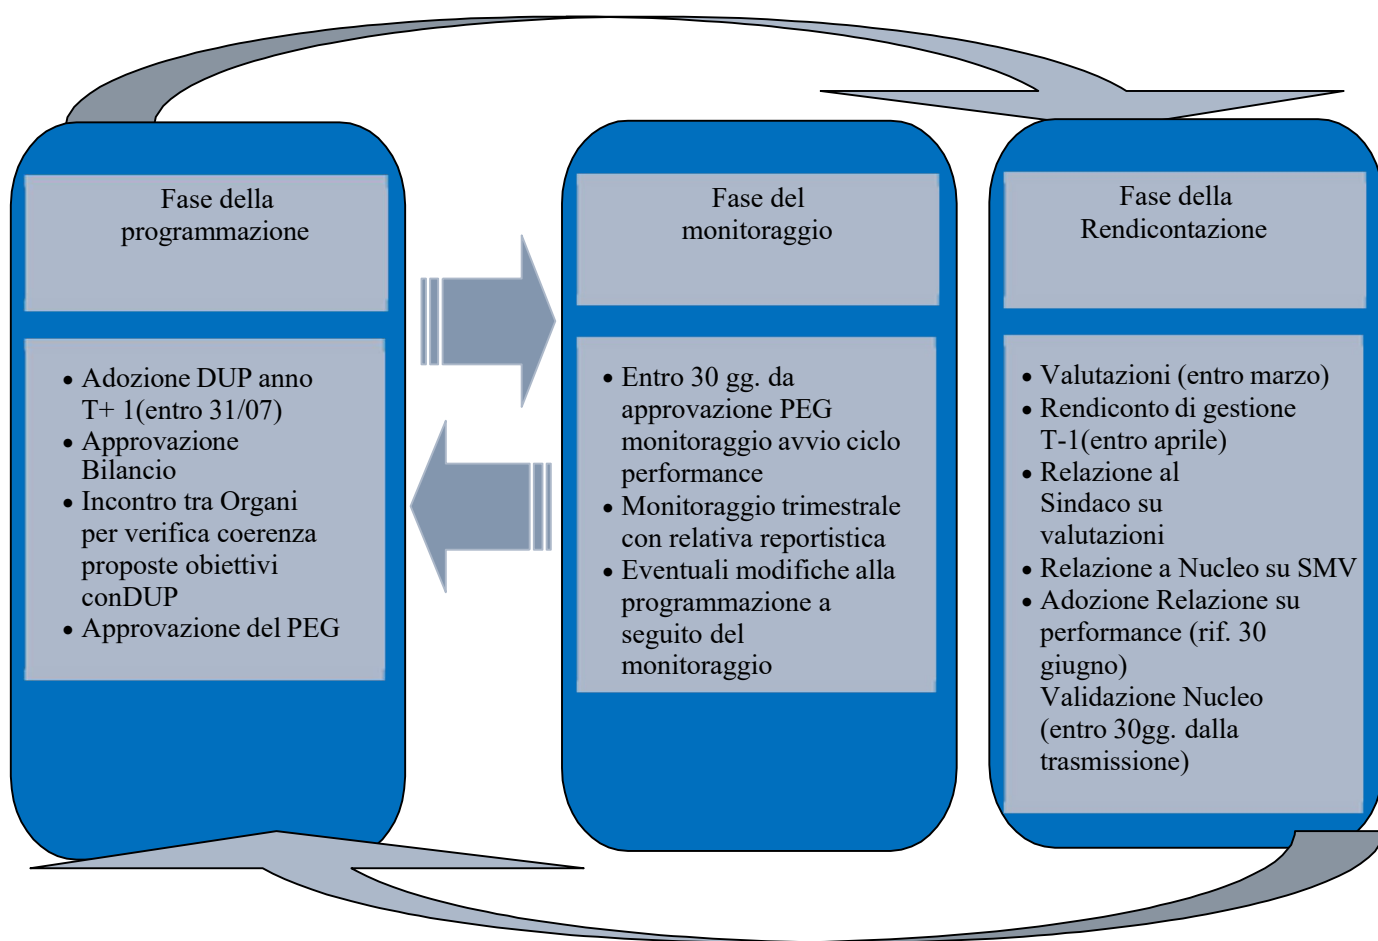 Fase della
programmazione
• Adozione DUP anno
T+ 1(entro 31/07)
• Approvazione
Bilancio
• Incontro tra Organi
per verifica coerenza
proposte obiettivi
conDUP
• Approvazione del PEG
Fase del
monitoraggio
• Entro 30 gg. da
approvazione PEG
monitoraggio avvio ciclo
performance
• Monitoraggio trimestrale
con relativa reportistica
• Eventuali modifiche alla
programmazione a
seguito del
monitoraggio
Fase della
Rendicontazione
• Valutazioni (entro marzo)
• Rendiconto di gestione
T-1(entro aprile)
• Relazione al
Sindaco su
valutazioni
• Relazione a Nucleo su SMV
• Adozione Relazione su
performance (rif. 30
giugno)
Validazione Nucleo
(entro 30gg. dalla
trasmissione)